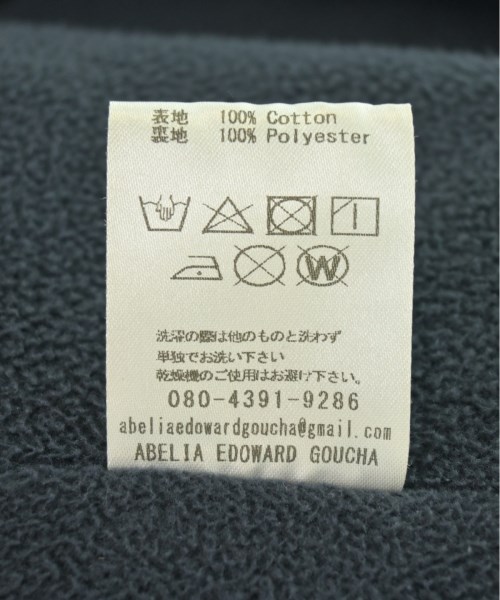 表地 100% Cotton
裏地 100% Polyester
W
洗濯の際は他のものと洗わず
単独でお洗い下さい
乾燥機のご使用はお避け下さい。
080-4391-9286
abeliaedowardgoucha@gmail.com
ABELIA EDOWARD GOUCHA